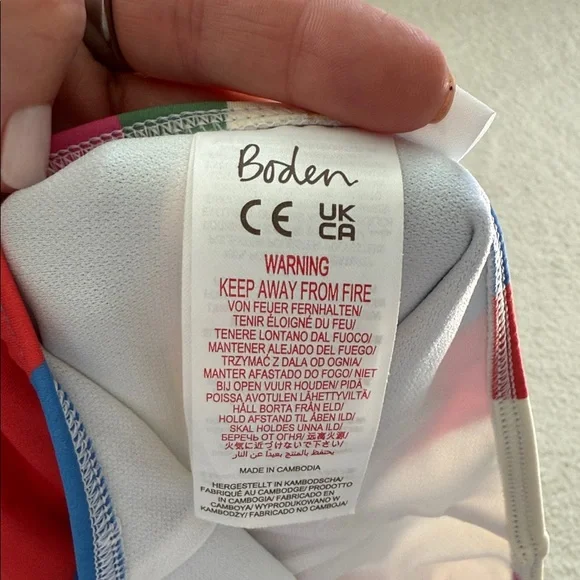 Boden
CE UK
CA
WARNING
KEEP AWAY FROM FIRE
VON FEUER FERNHALTEN/
TENIR ÉLOIGNÉ DU FEU/
TENERE LONTANO DAL FUOCO/
MANTENER ALEJADO DEL FUEGO/
TRZYMAĆ Z DALA OD OGNIA/
MANTER AFASTADO DO FOGO/ NIET
BIJ OPEN VUUR HOUDEN/ PIDÄ
POISSA AVOTULEN LÄHETTYVILTÄ/
HÅLL BORTA FRÅN ELD/
HOLD AFSTAND TIL ÅBEN ILD/
SKAL HOLDES UNNA ILD/
БЕРЕЧЬ ОТ ОГНЯ/ 远离火源/
火気に近づけないで下さい/
يحتفظ بالمنتج بعيدا عن النار/
MADE IN CAMBODIA
HERGESTELLT IN KAMBODSCHA/
FABRIQUÉ AU CAMBODGE/ PRODOTTO
IN CAMBOGIA/ FABRICADO EN
CAMBOYA/ WYPRODUKOWANO W
KAMBODŻY/ FABRICADO NO CAMBOJA/